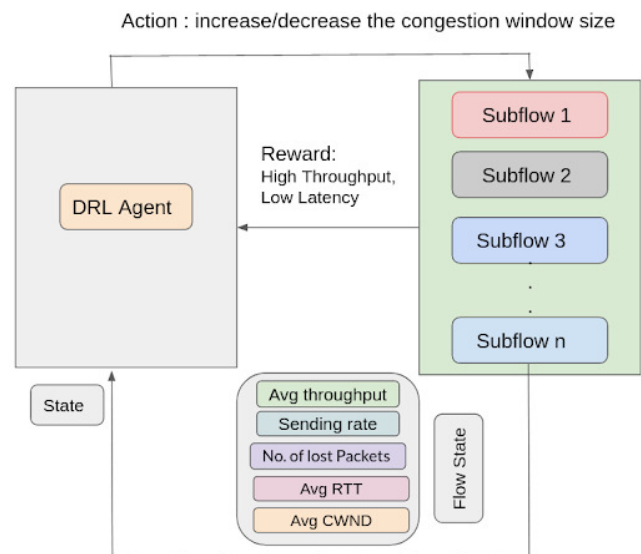 Action : increase/decrease the congestion window size
Subflow 1
Reward:
High Throughput,
Low Latency
Subflow 2
DRL Agent
Subflow 3
.
.
.
Subflow n
State
Avg throughput
Sending rate
No. of lost Packets
Avg RTT
Avg CWND
Flow State